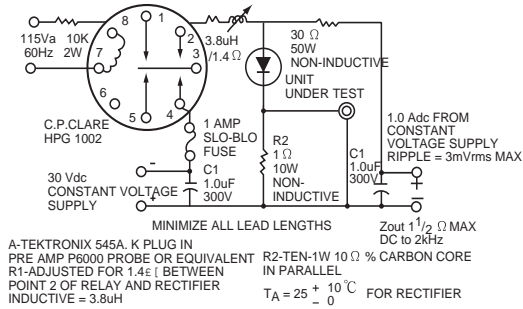 8
1
7
2
6
3
5
4
115Va
60Hz
10K
2W
C.P.CLARE
HPG 1002
3.8uH
/1.4 Ω
30 Ω
50W
NON-INDUCTIVE
UNIT
UNDER TEST
1 AMP
SLO-BLO
FUSE
R2
1 Ω
10W
NON-
INDUCTIVE
C1
1.0uF
300V
C1
1.0uF
300V
1.0 Adc FROM
CONSTANT
VOLTAGE SUPPLY
RIPPLE = 3mVrms MAX
30 Vdc
CONSTANT VOLTAGE
SUPPLY
-
+
+
-
Zout 1 1/2 Ω MAX
DC to 2kHz
MINIMIZE ALL LEAD LENGTHS
A-TEKTRONIX 545A. K PLUG IN
PRE AMP P6000 PROBE OR EQUIVALENT
R1-ADJUSTED FOR 1.4£ [ BETWEEN
POINT 2 OF RELAY AND RECTIFIER
INDUCTIVE = 3.8uH
R2-TEN-1W 10 Ω % CARBON CORE
IN PARALLEL
TA = 25 + 10 ℃ - 0 FOR RECTIFIER